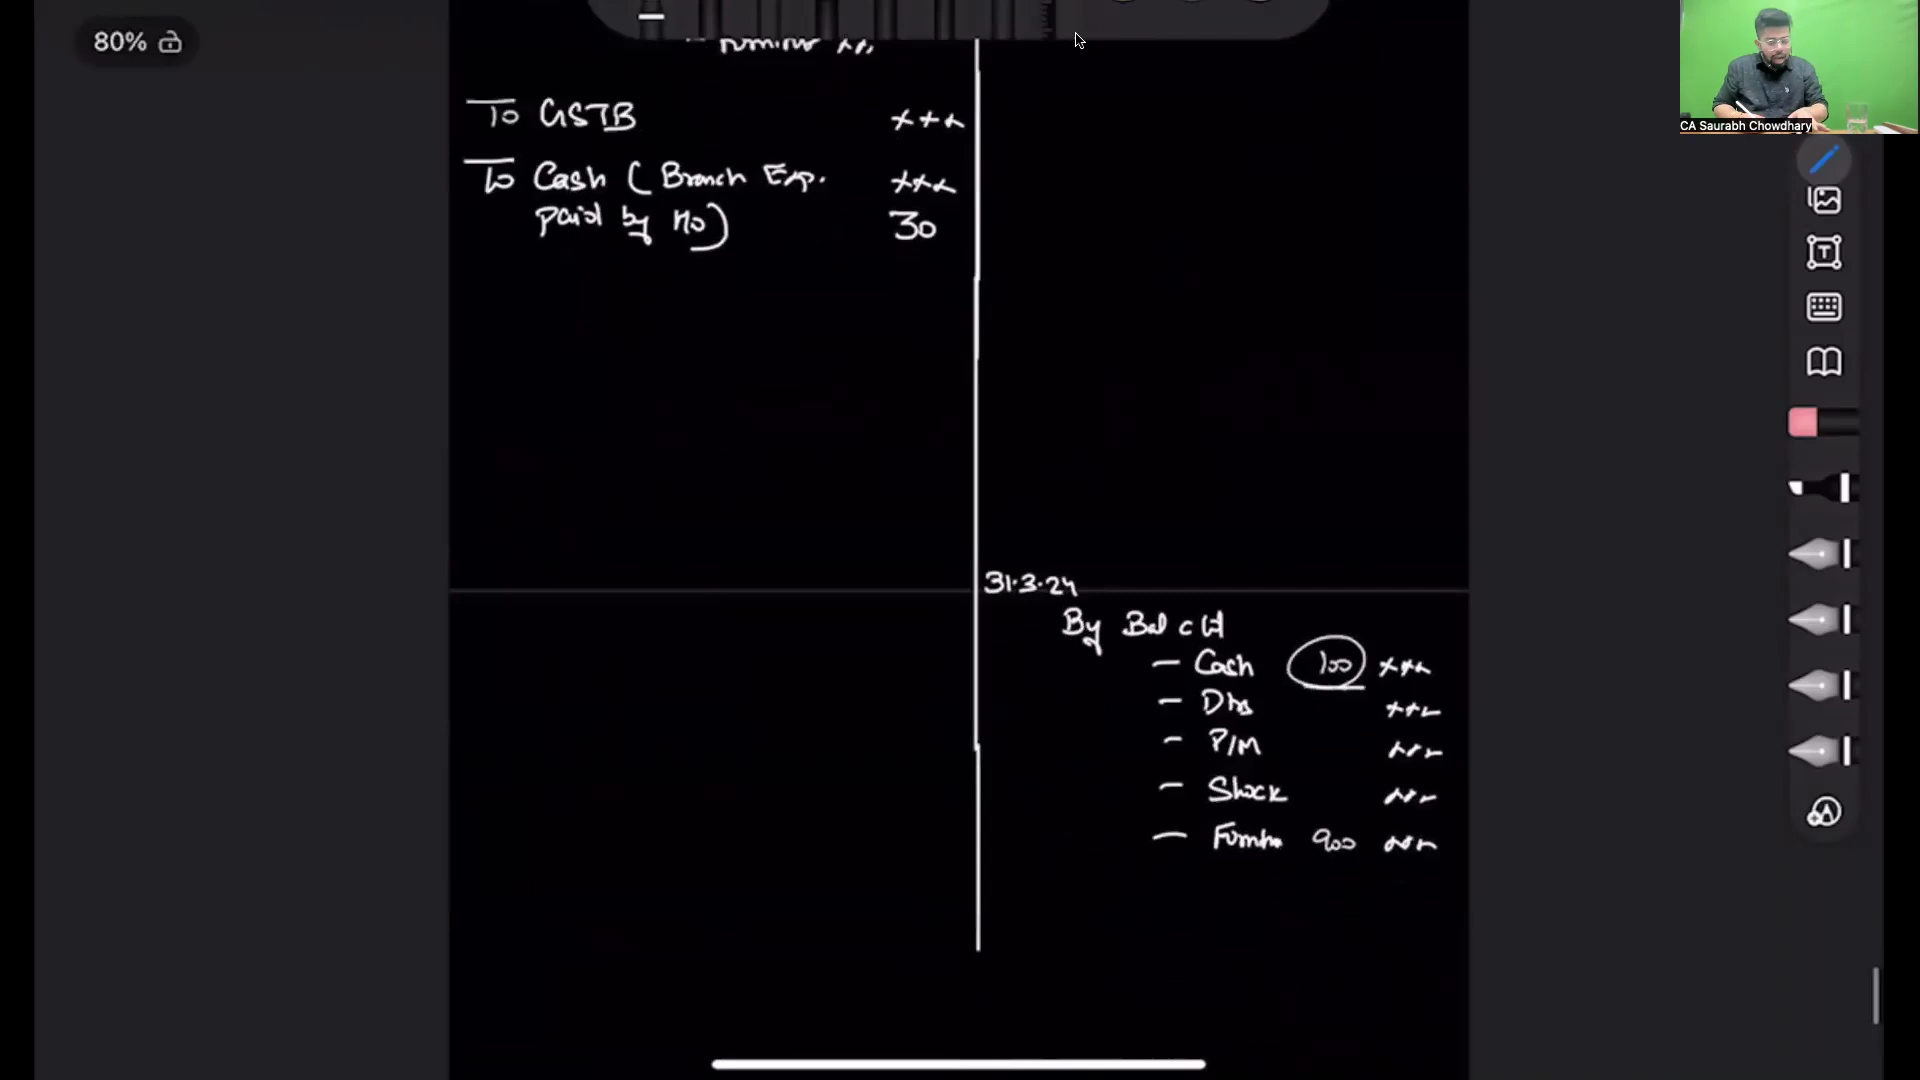 80%
To GSTB xxx
To Cash ( Branch Exp. xxx
paid by HO) 30
31.3.24
By Bal c/d
- Cash 100 xxx
- Drs xxx
- P/M xxx
- Stock xxx
- 900 xxx
CA Saurabh Chowdhary